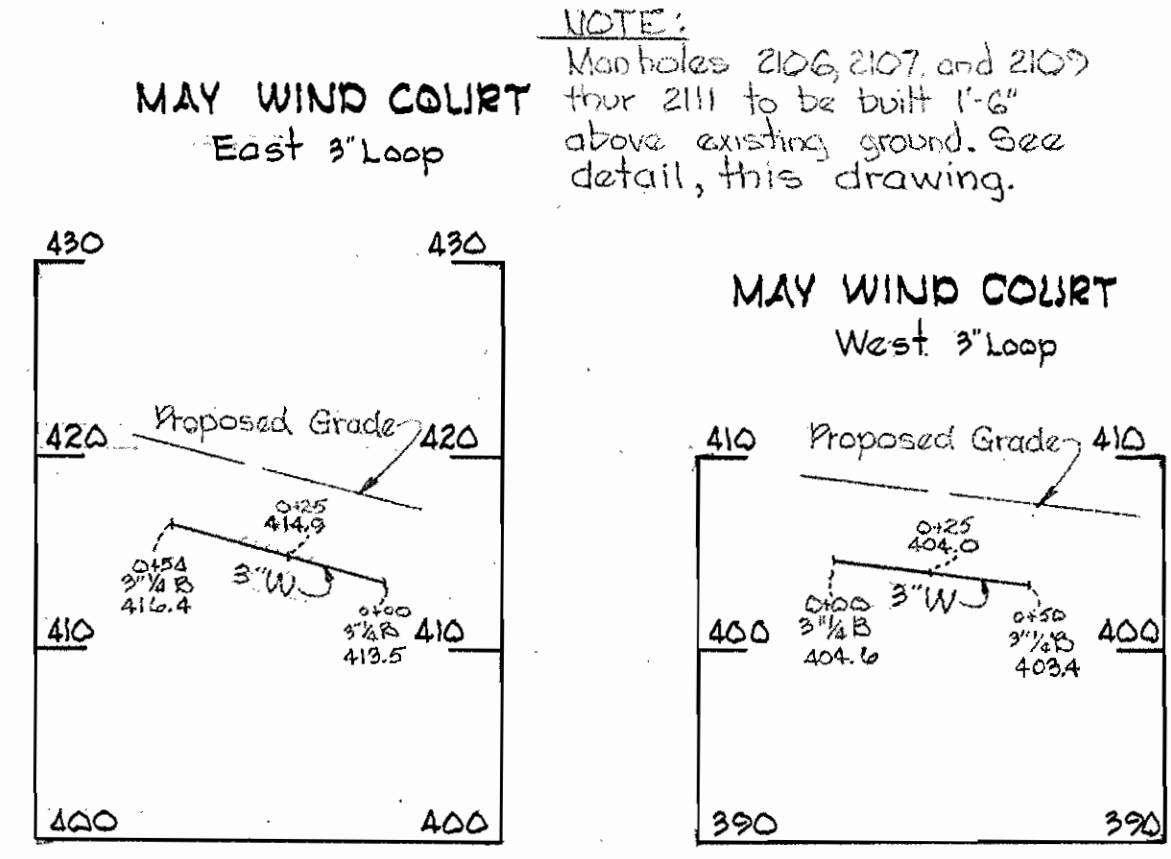 NOTE:
Manholes 2106, 2107, and 2109
thur 2111 to be built 1'-6"
above existing ground. See
detail, this drawing.
MAY WIND COURT
East 3" Loop
430 430
Proposed Grade
420 420
0+25
414.9
0+54
3" 1/4 B
416.4
3"W
0+00
3" 1/4 B
413.5
410 410
400 400
MAY WIND COURT
West 3" Loop
410 410
Proposed Grade
0+25
404.0
0+00
3" 1/4 B
404.6
3"W
0+50
3" 1/4 B
403.4
400 400
390 390